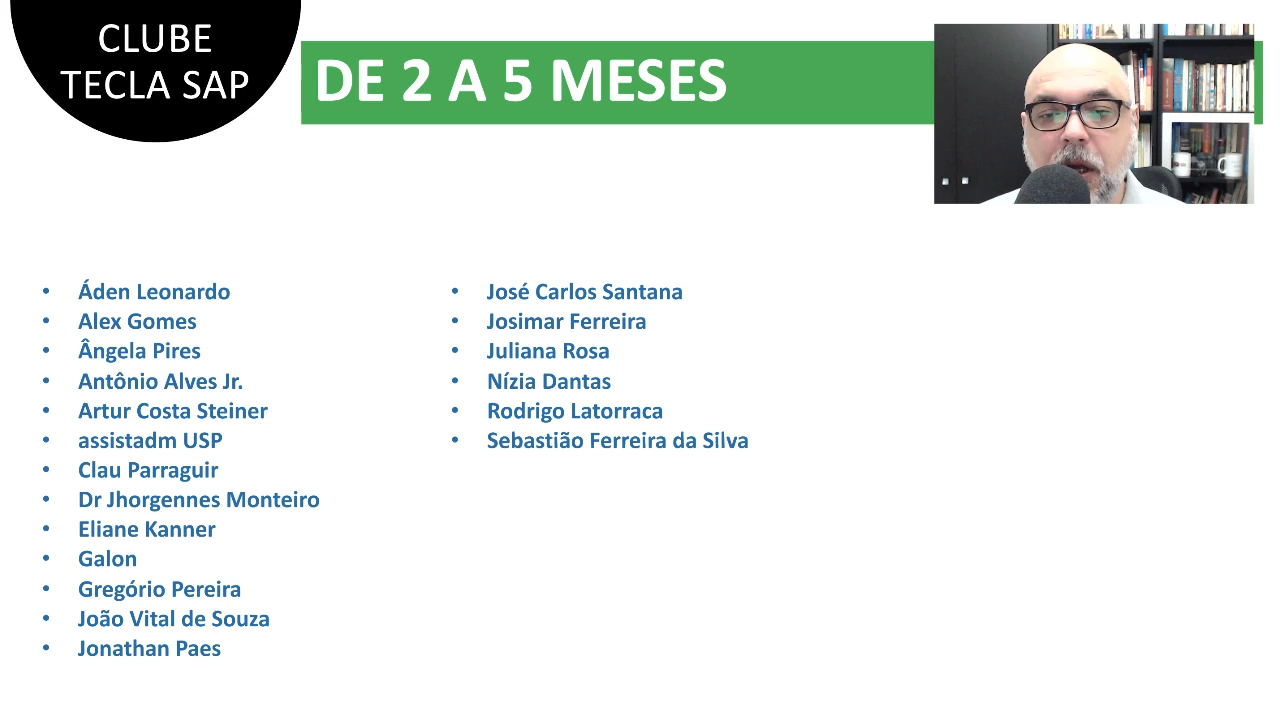 CLUBE
TECLA SAP
DE 2 A 5 MESES
• Áden Leonardo
• Alex Gomes
• Ângela Pires
• Antônio Alves Jr.
• Artur Costa Steiner
• assistadm USP
• Clau Parraguir
• Dr Jhorgennes Monteiro
• Eliane Kanner
• Galon
• Gregório Pereira
• João Vital de Souza
• Jonathan Paes
• José Carlos Santana
• Josimar Ferreira
• Juliana Rosa
• Nízia Dantas
• Rodrigo Latorraca
• Sebastião Ferreira da Silva